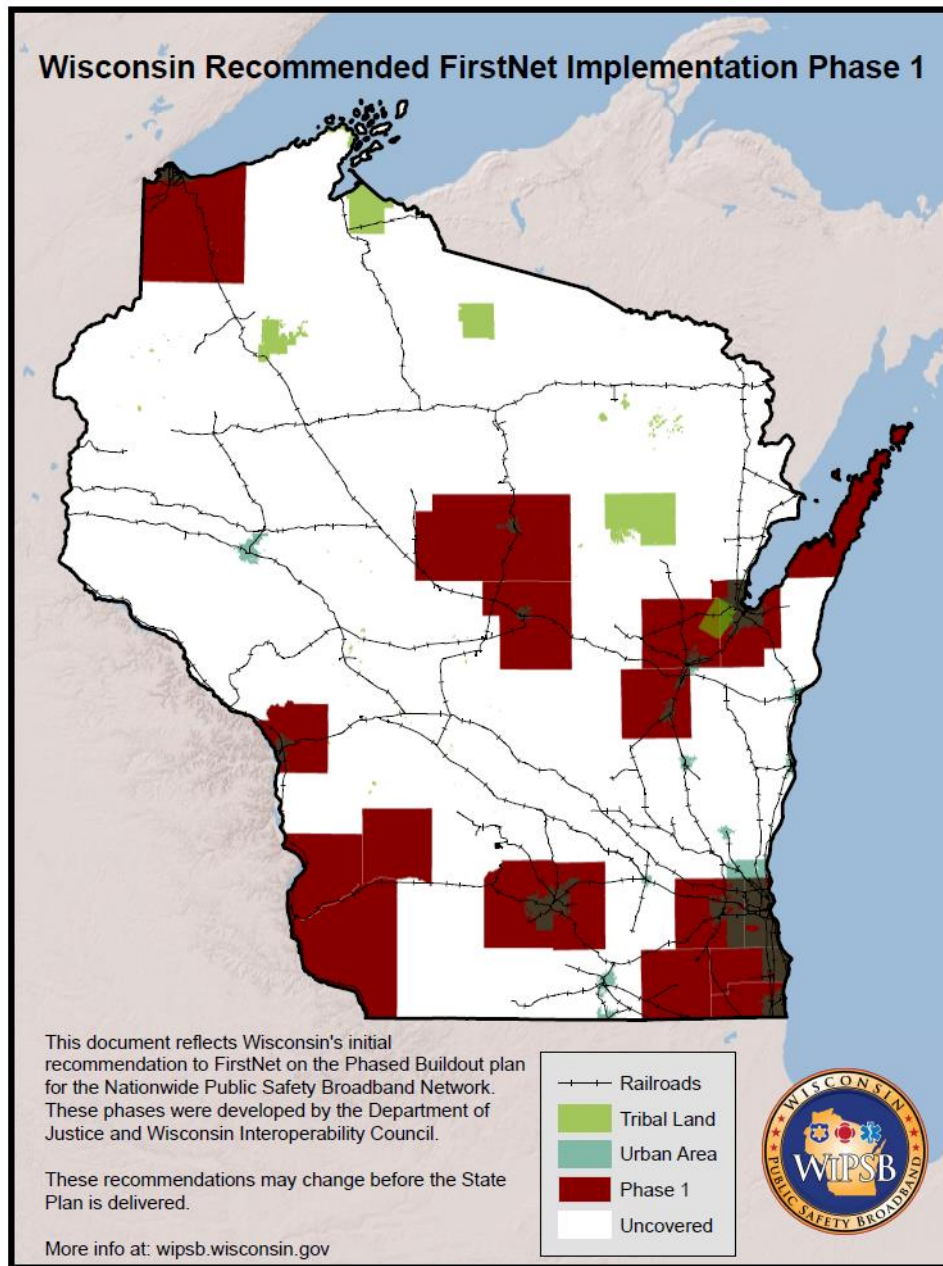 Wisconsin Recommended FirstNet Implementation Phase 1
This document reflects Wisconsin's initial
recommendation to FirstNet on the Phased Buildout plan
for the Nationwide Public Safety Broadband Network.
These phases were developed by the Department of
Justice and Wisconsin Interoperability Council.
These recommendations may change before the State
Plan is delivered.
More info at: wipsb.wisconsin.gov
Railroads
Tribal Land
Urban Area
Phase 1
Uncovered
WISCONSIN
WIPSB
PUBLIC SAFETY BROADBAND